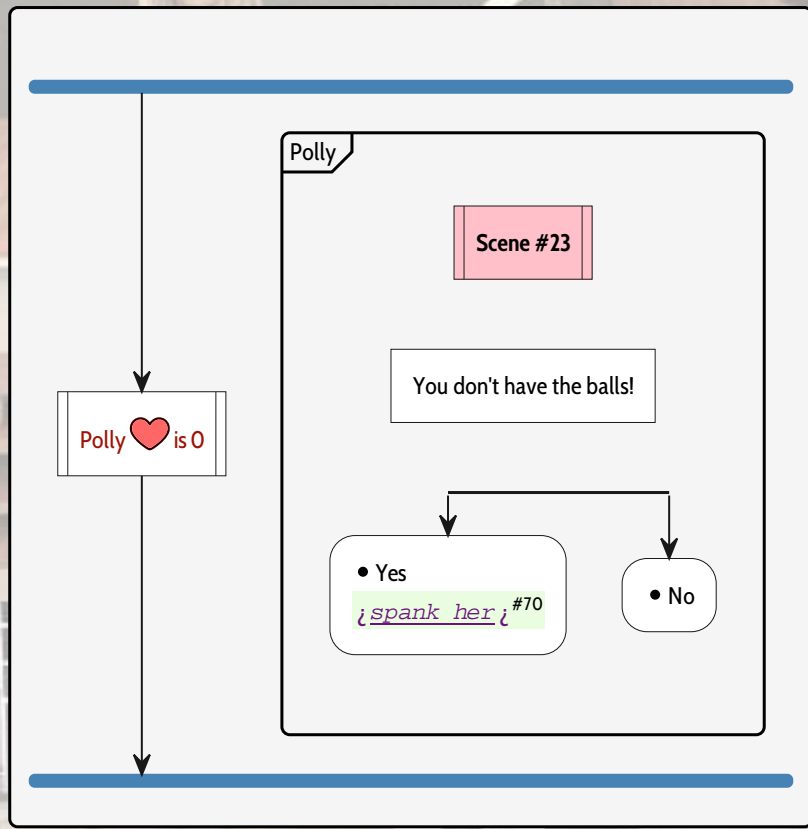 Polly
Scene #23
You don't have the balls!
Polly is 0
• Yes
¿spank her¿#70
• No